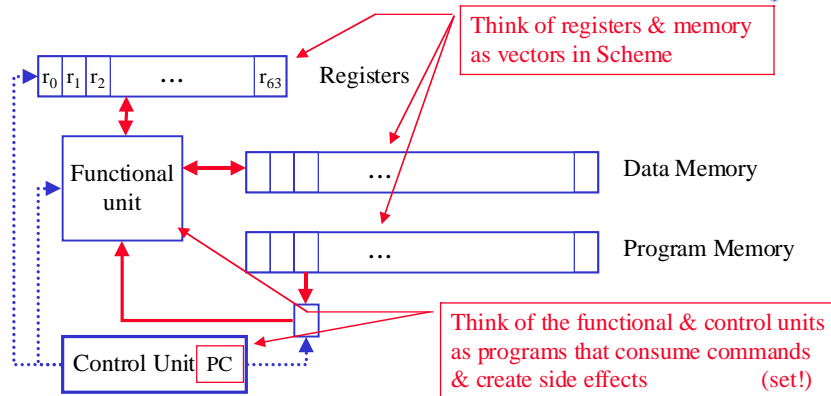 Think of registers & memory
as vectors in Scheme
r0 r1 r2 ... r63
Registers
Functional
unit
... 
Data Memory
...
Program Memory
Control Unit PC
Think of the functional & control units
as programs that consume commands
& create side effects (set!)